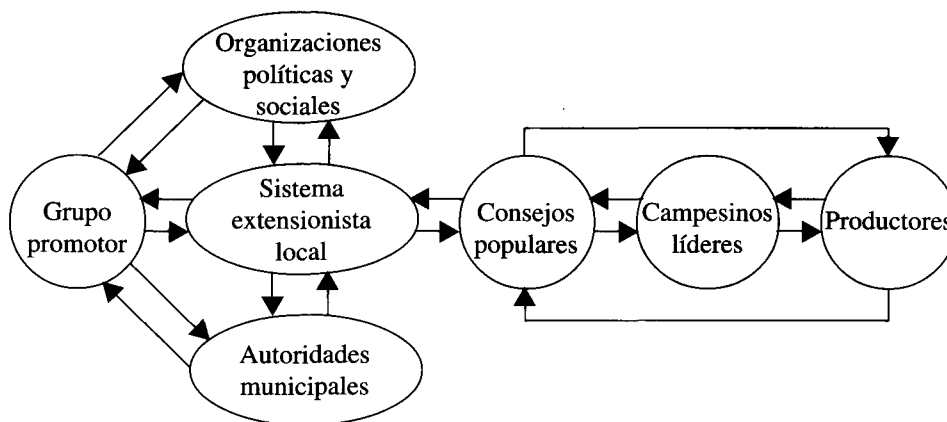 Organizaciones
políticas y
sociales
Grupo
promotor
Sistema
extensionista
local
Consejos
populares
Campesinos
líderes
Productores
Autoridades
municipales